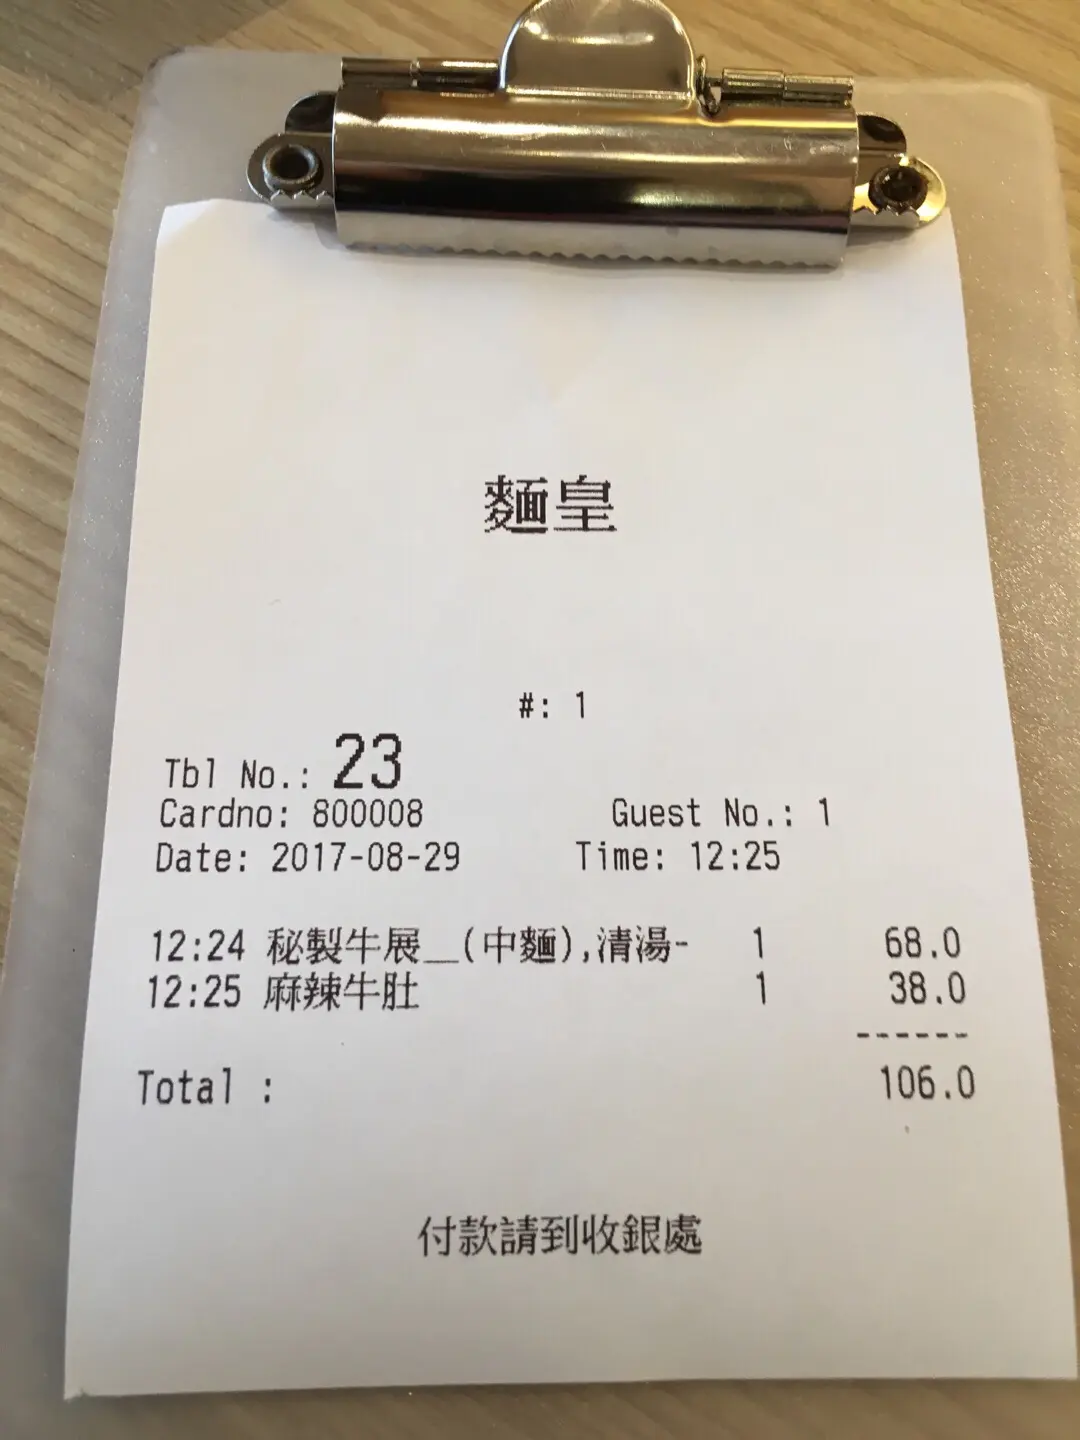 麵皇
#: 1
Tbl No.: 23
Cardno: 800008 Guest No.: 1
Date: 2017-08-29 Time: 12:25
12:24 秘製牛展__(中麵),清湯- 1 68.0
12:25 麻辣牛肚 1 38.0
------
Total : 106.0
付款請到收銀處